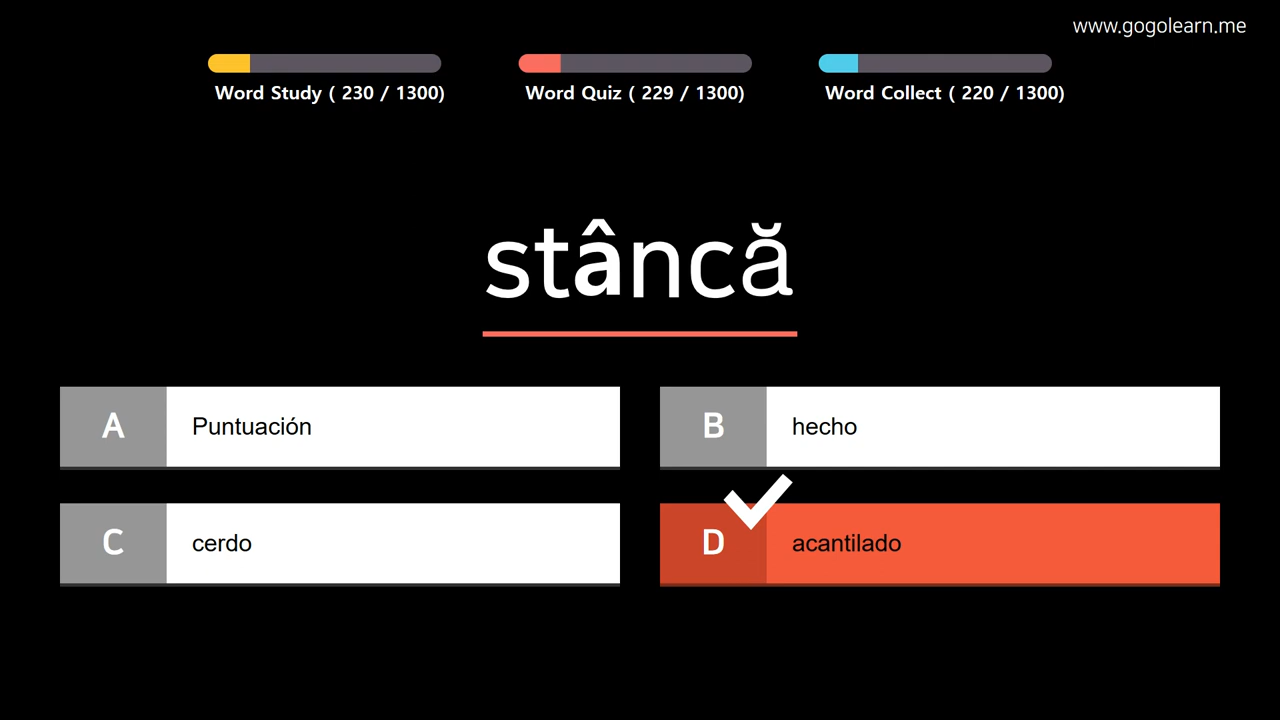 www.gogolearn.me
Word Study ( 230 / 1300)
Word Quiz ( 229 / 1300)
Word Collect ( 220 / 1300)
stâncă
A Puntuación
B hecho
C cerdo
D acantilado